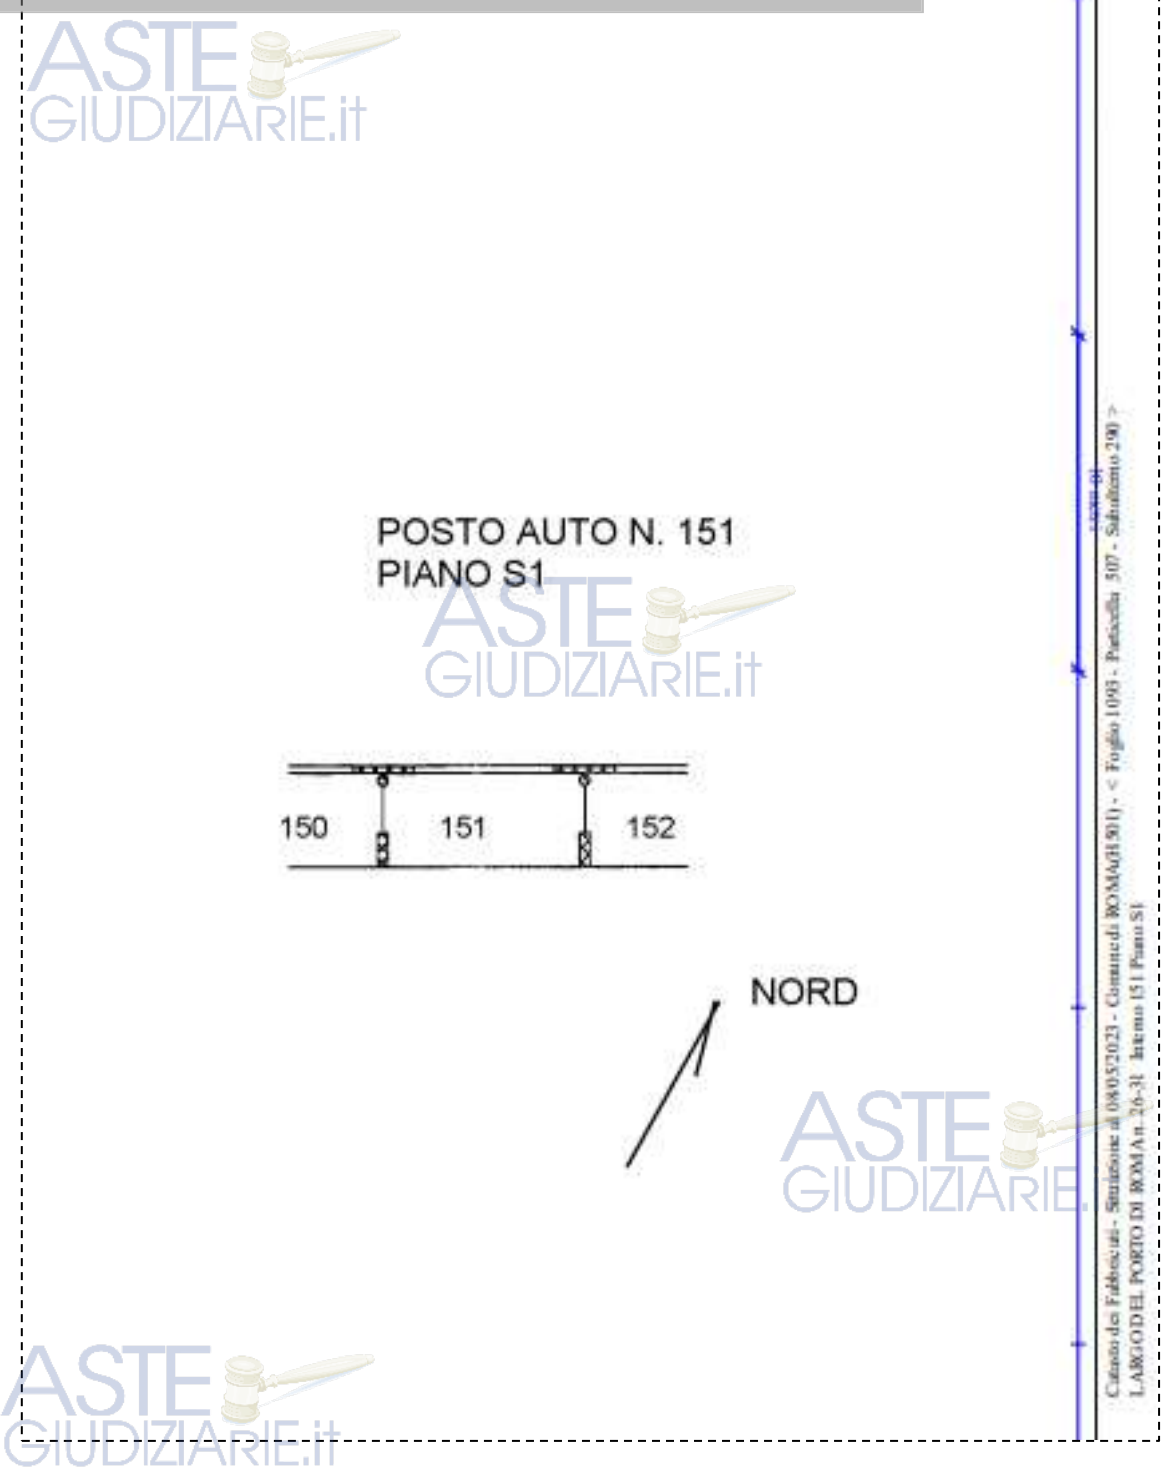 ASTE
GIUDIZIARIE.it
POSTO AUTO N. 151
PIANO S1
ASTE
GIUDIZIARIE.it
150
151
152
NORD
ASTE
GIUDIZIARIE.
ASTE
GIUDIZIARIE.it
Catasto dei Fabbricati - Situazione al 08/05/2023 - Comune di ROMA(H501) - < Foglio 1093 - Particella 507 - Subalterno 290 >
LARGO DEL PORTO DI ROMA n. 26-31 Interno 151 Piano S1